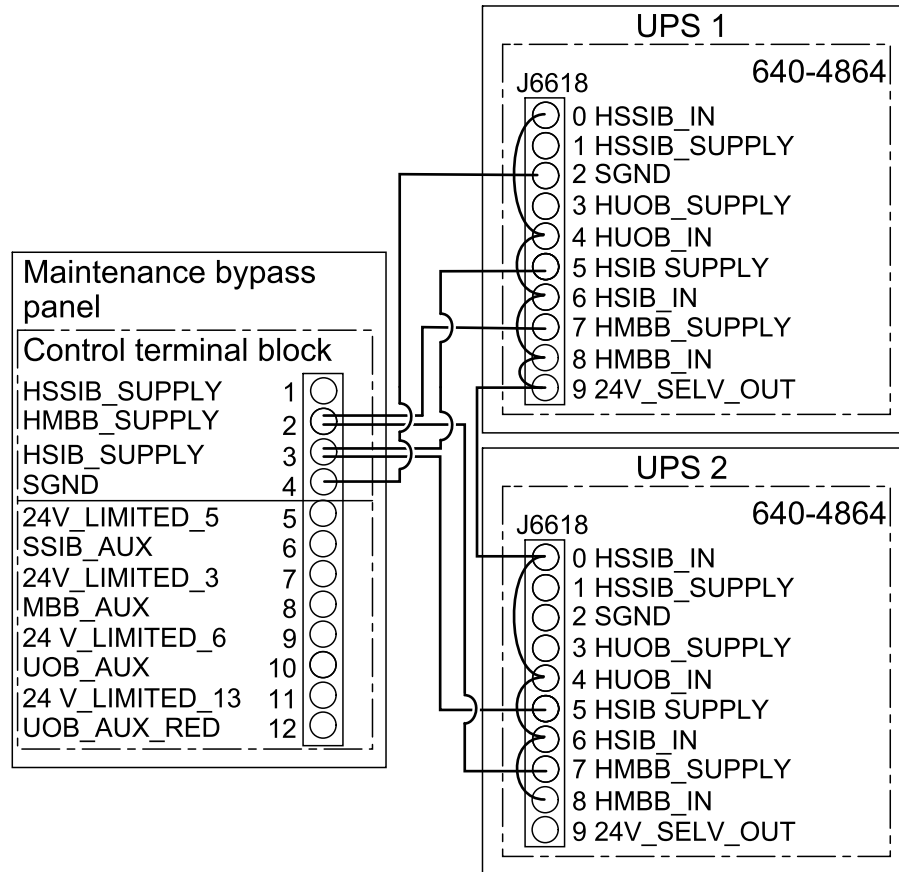 UPS 1
640-4864
J6618
0 HSSIB_IN
1 HSSIB_SUPPLY
2 SGND
3 HUOB_SUPPLY
4 HUOB_IN
5 HSIB SUPPLY
6 HSIB_IN
7 HMBB_SUPPLY
8 HMBB_IN
9 24V_SELV_OUT
Maintenance bypass
panel
Control terminal block
HSSIB_SUPPLY 1
HMBB_SUPPLY 2
HSIB_SUPPLY 3
SGND 4
24V_LIMITED_5 5
SSIB_AUX 6
24V_LIMITED_3 7
MBB_AUX 8
24 V_LIMITED_6 9
UOB_AUX 10
24 V_LIMITED_13 11
UOB_AUX_RED 12
UPS 2
640-4864
J6618
0 HSSIB_IN
1 HSSIB_SUPPLY
2 SGND
3 HUOB_SUPPLY
4 HUOB_IN
5 HSIB SUPPLY
6 HSIB_IN
7 HMBB_SUPPLY
8 HMBB_IN
9 24V_SELV_OUT